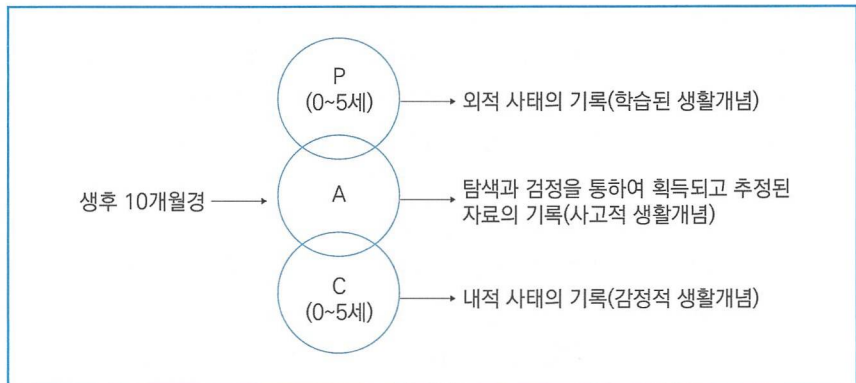 P
(0~5세)
외적 사태의 기록(학습된 생활개념)
생후 10개월경
A
탐색과 검정을 통하여 획득되고 추정된
자료의 기록(사고적 생활개념)
C
(0~5세)
내적 사태의 기록(감정적 생활개념)